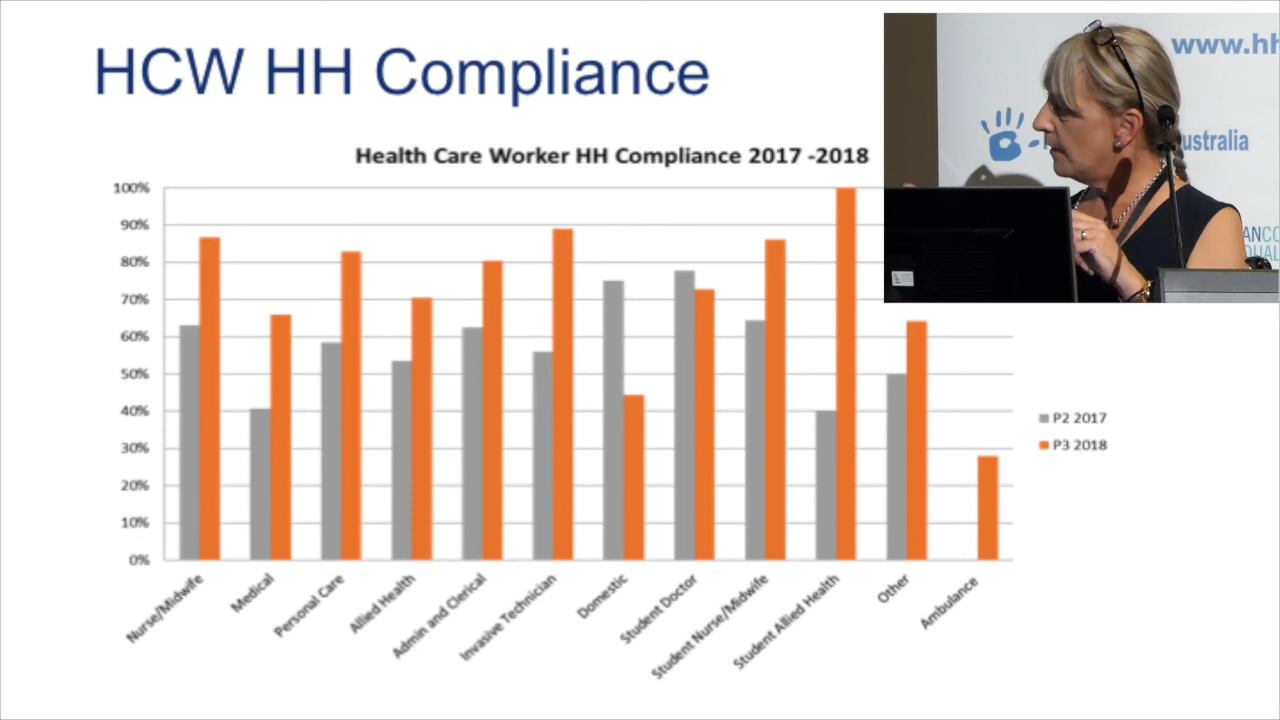 HCW HH Compliance
www.hh
ustralia
ANCO
QUAL
Health Care Worker HH Compliance 2017 -2018
100%
90%
80%
70%
60%
50%
40%
30%
20%
10%
0%
Nurse/Midwife
Medical
Personal Care
Allied Health
Admin and Clerical
Invasive Technician
Domestic
Student Doctor
Student Nurse/Midwife
Student Allied Health
Other
Ambulance
P2 2017
P3 2018